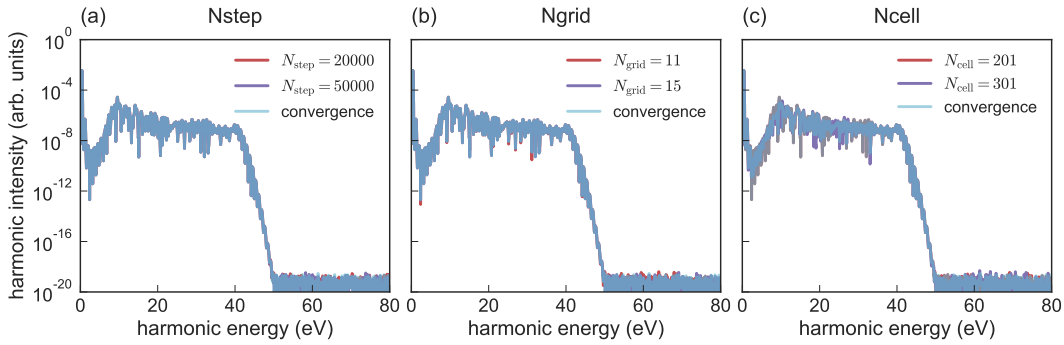 (a) Nstep
(b) Ngrid
(c) Ncell
harmonic intensity (arb. units)
10^0
10^-4
10^-8
10^-12
10^-16
10^-20
N_step = 20000
N_step = 50000
convergence
0 20 40 60 80
harmonic energy (eV)
N_grid = 11
N_grid = 15
convergence
0 20 40 60 80
harmonic energy (eV)
N_cell = 201
N_cell = 301
convergence
0 20 40 60 80
harmonic energy (eV)